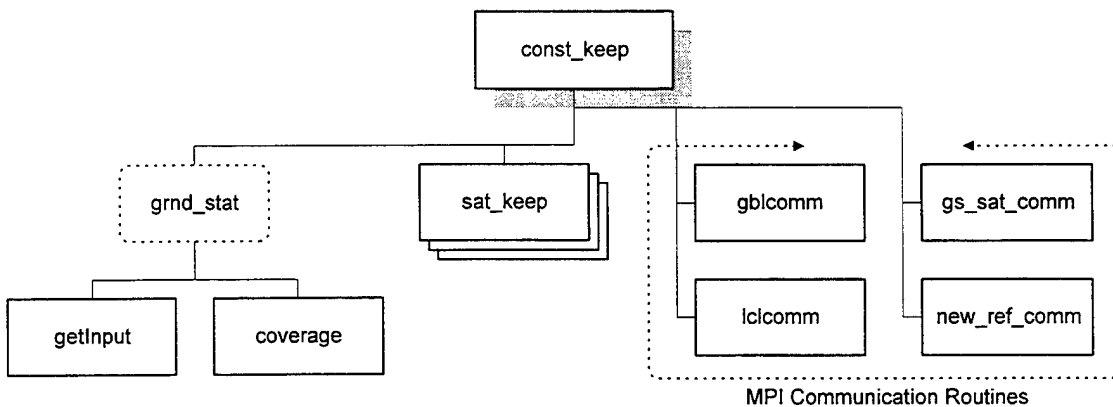 const_keep
grnd_stat
sat_keep
gblcomm
gs_sat_comm
getInput
coverage
lclcomm
new_ref_comm
MPI Communication Routines